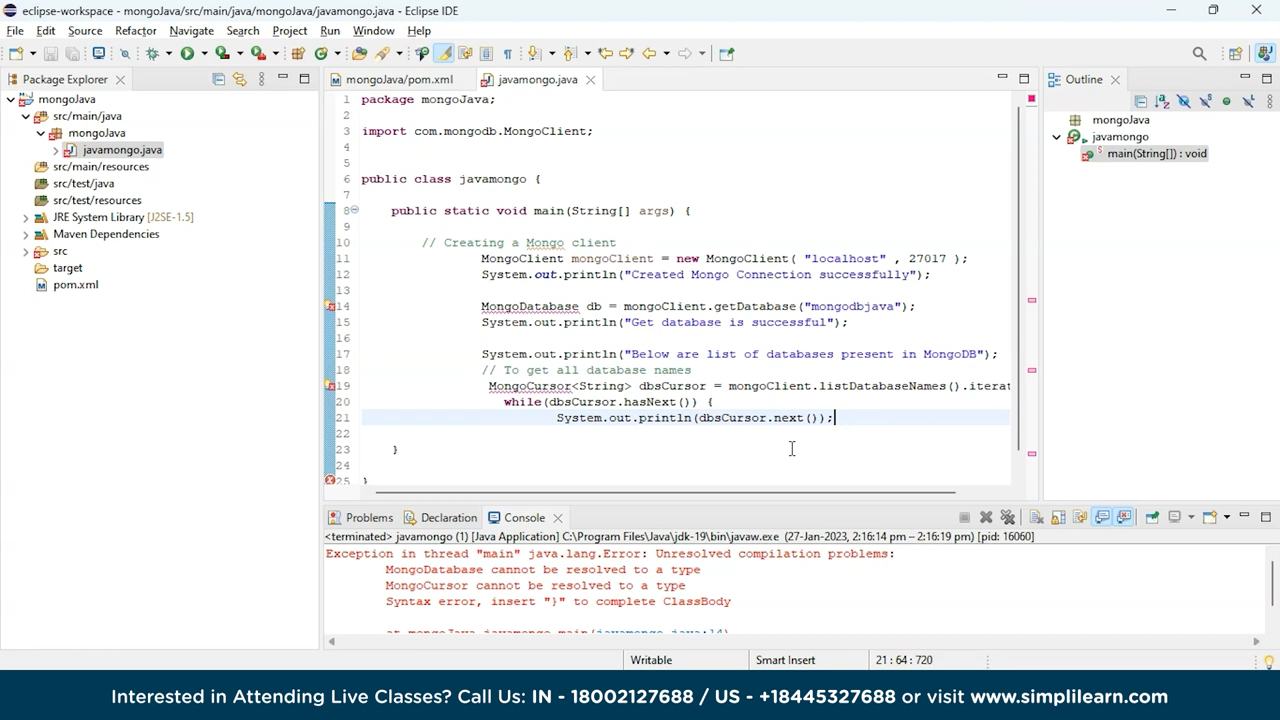 eclipse-workspace - mongoJava/src/main/java/mongoJava/javamongo.java - Eclipse IDE
File Edit Source Refactor Navigate Search Project Run Window Help
Package Explorer
mongoJava/pom.xml
javamongo.java
Outline
mongoJava
src/main/java
mongoJava
javamongo.java
src/main/resources
src/test/java
src/test/resources
JRE System Library [J2SE-1.5]
Maven Dependencies
src
target
pom.xml
1 package mongoJava;
2
3 import com.mongodb.MongoClient;
4
5
6 public class javamongo {
7
8 public static void main(String[] args) {
9
10 // Creating a Mongo client
11 MongoClient mongoClient = new MongoClient( "localhost" , 27017 );
12 System.out.println("Created Mongo Connection successfully");
13
14 MongoDatabase db = mongoClient.getDatabase("mongodbjava");
15 System.out.println("Get database is successful");
16
17 System.out.println("Below are list of databases present in MongoDB");
18 // To get all database names
19 MongoCursor<String> dbsCursor = mongoClient.listDatabaseNames().iterat
20 while(dbsCursor.hasNext()) {
21 System.out.println(dbsCursor.next());
22
23 }
24
25 }
mongoJava
javamongo
main(String[]) : void
Problems Declaration Console
<terminated> javamongo (1) [Java Application] C:\Program Files\Java\jdk-19\bin\javaw.exe (27-Jan-2023, 2:16:14 pm – 2:16:19 pm) [pid: 16060]
Exception in thread "main" java.lang.Error: Unresolved compilation problems:
MongoDatabase cannot be resolved to a type
MongoCursor cannot be resolved to a type
Syntax error, insert "}" to complete ClassBody
at mongoJava.javamongo.main(javamongo.java:14)
Writable
Smart Insert
21 : 64 : 720
Interested in Attending Live Classes? Call Us: IN - 18002127688 / US - +18445327688 or visit www.simplilearn.com